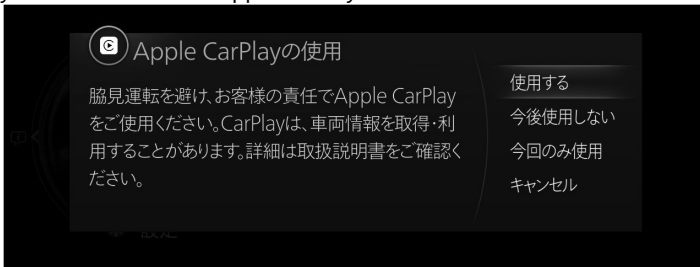 Apple CarPlayの使用
脇見運転を避け、お客様の責任でApple CarPlay
をご使用ください。CarPlayは、車両情報を取得・利
用することがあります。詳細は取扱説明書をご確認く
ださい。
使用する
今後使用しない
今回のみ使用
キャンセル
設定